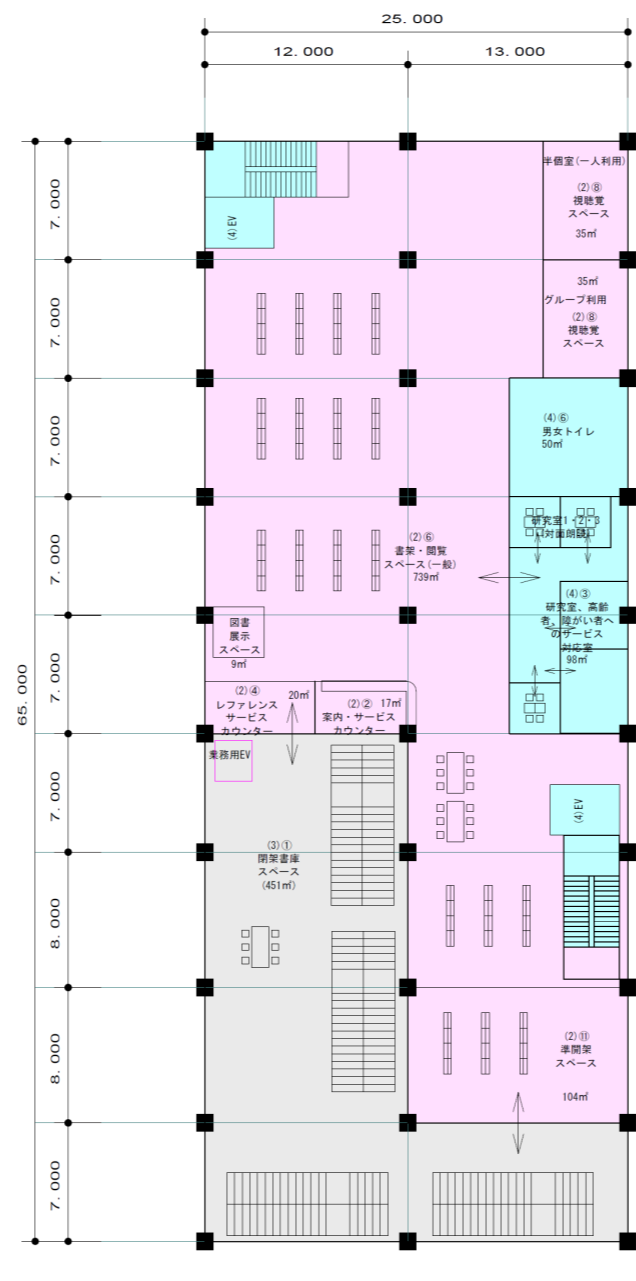 25.000
12.000
13.000
65.000
7.000
7.000
7.000
7.000
7.000
7.000
8.000
8.000
7.000
(4)EV
半個室(一人利用)
(2)⑧
視聴覚
スペース
35㎡
35㎡
グループ利用
(2)⑧
視聴覚
スペース
(4)⑥
男女トイレ
50㎡
研究室1・2・3
対面朗読
(2)⑥
書架・閲覧
スペース(一般)
739㎡
(4)③
研究室、高齢
者、障がい者へ
のサービス
対応室
98㎡
図書
展示
スペース
9㎡
(2)④
20㎡
レファレンス
サービス
カウンター
(2)② 17㎡
案内・サービス
カウンター
業務用EV
(4)EV
(3)①
閉架書庫
スペース
(451㎡)
(2)⑪
準開架
スペース
104㎡